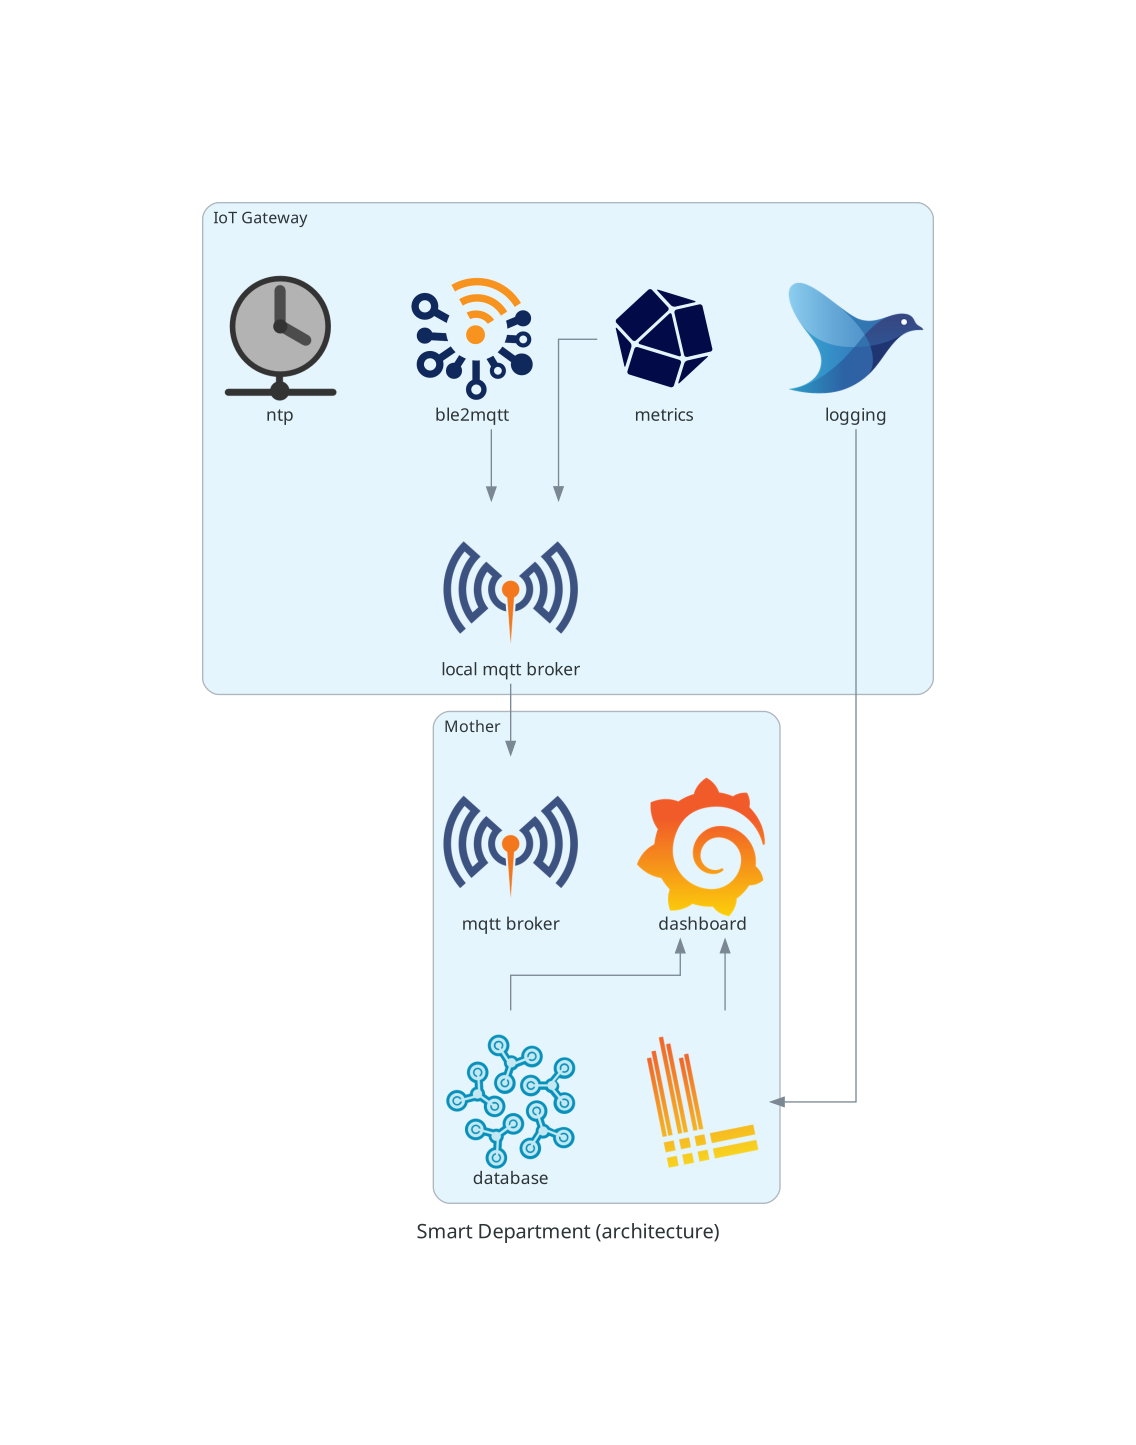 IoT Gateway
ntp
ble2mqtt
metrics
logging
local mqtt broker
Mother
mqtt broker
dashboard
database
Smart Department (architecture)